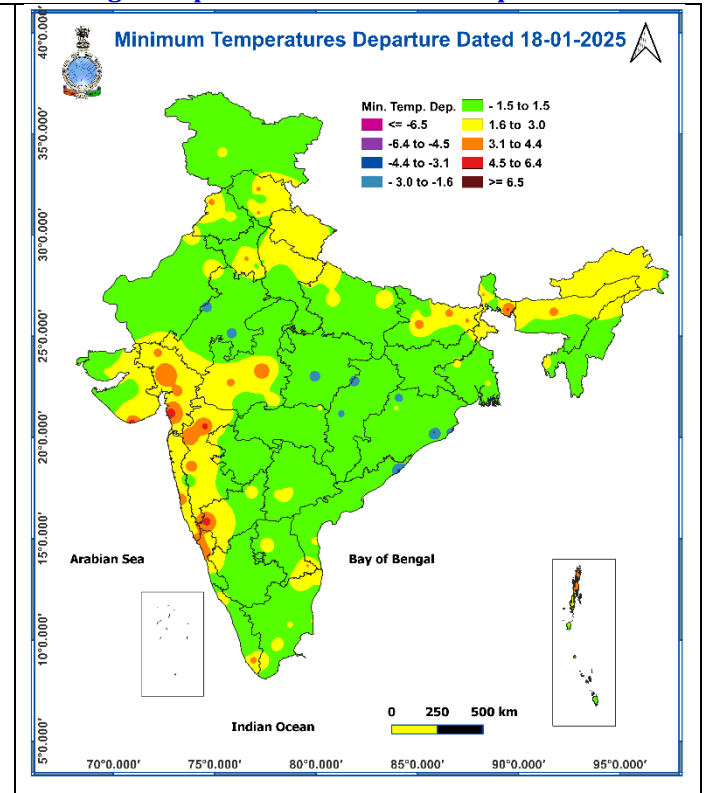 Minimum Temperatures Departure Dated 18-01-2025
Min. Temp. Dep.
<= -6.5
-6.4 to -4.5
-4.4 to -3.1
- 3.0 to -1.6
- 1.5 to 1.5
1.6 to 3.0
3.1 to 4.4
4.5 to 6.4
>= 6.5
40°0.000'
35°0.000'
30°0.000'
25°0.000'
20°0.000'
15°0.000'
10°0.000'
5°0.000'
Arabian Sea
Bay of Bengal
Indian Ocean
0 250 500 km
70°0.000' 75°0.000' 80°0.000' 85°0.000' 90°0.000' 95°0.000'